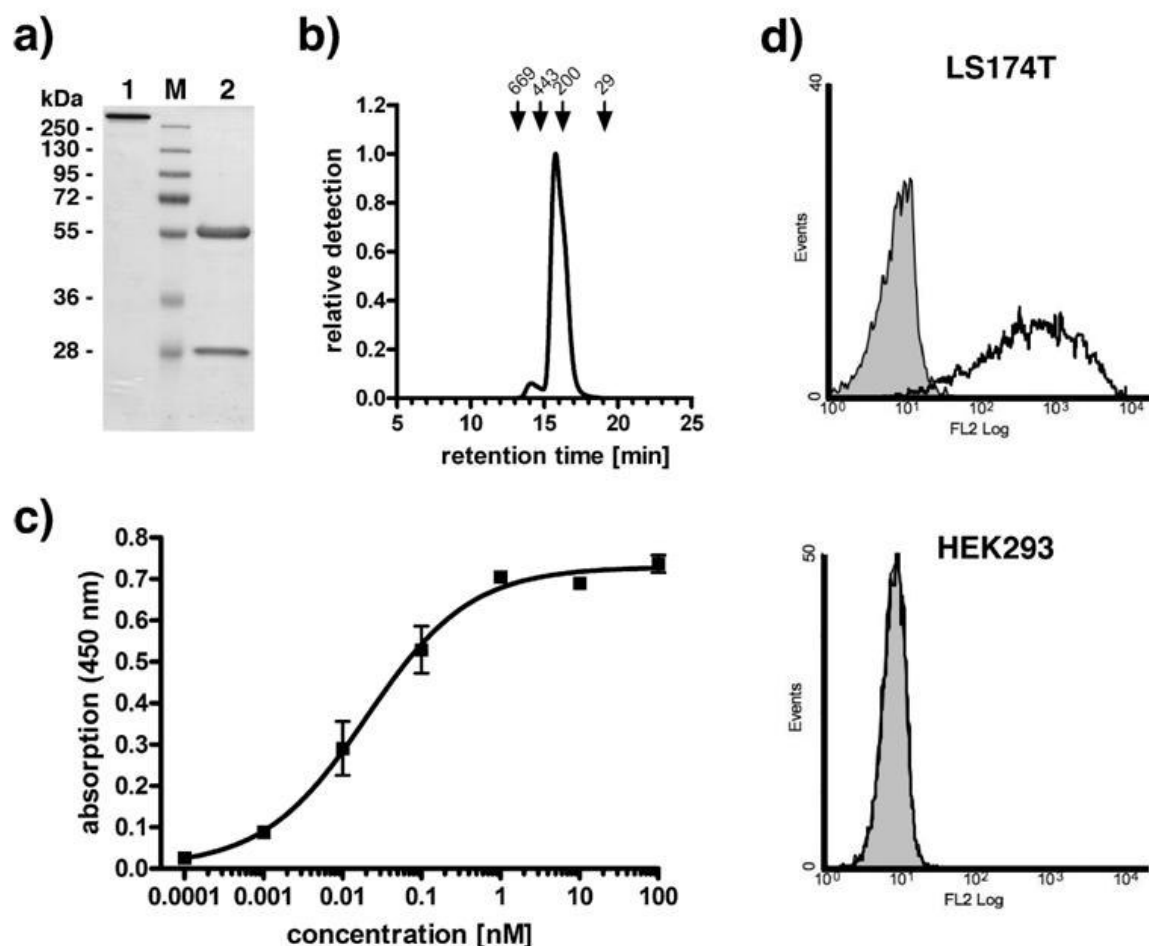 a)
1 M 2
kDa
250 -
130 -
95 -
72 -
55 -
36 -
28 -
b)
669 443 200 29
1.2
1.0
0.8
0.6
0.4
0.2
0.0
5 10 15 20 25
relative detection
retention time [min]
c)
0.8
0.7
0.6
0.5
0.4
0.3
0.2
0.1
0.0
0.0001 0.001 0.01 0.1 1 10 100
absorption (450 nm)
concentration [nM]
d)
LS174T
40
Events
0
10⁰ 10¹ 10² 10³ 10⁴
FL2 Log
HEK293
50
Events
0
10⁰ 10¹ 10² 10³ 10⁴
FL2 Log